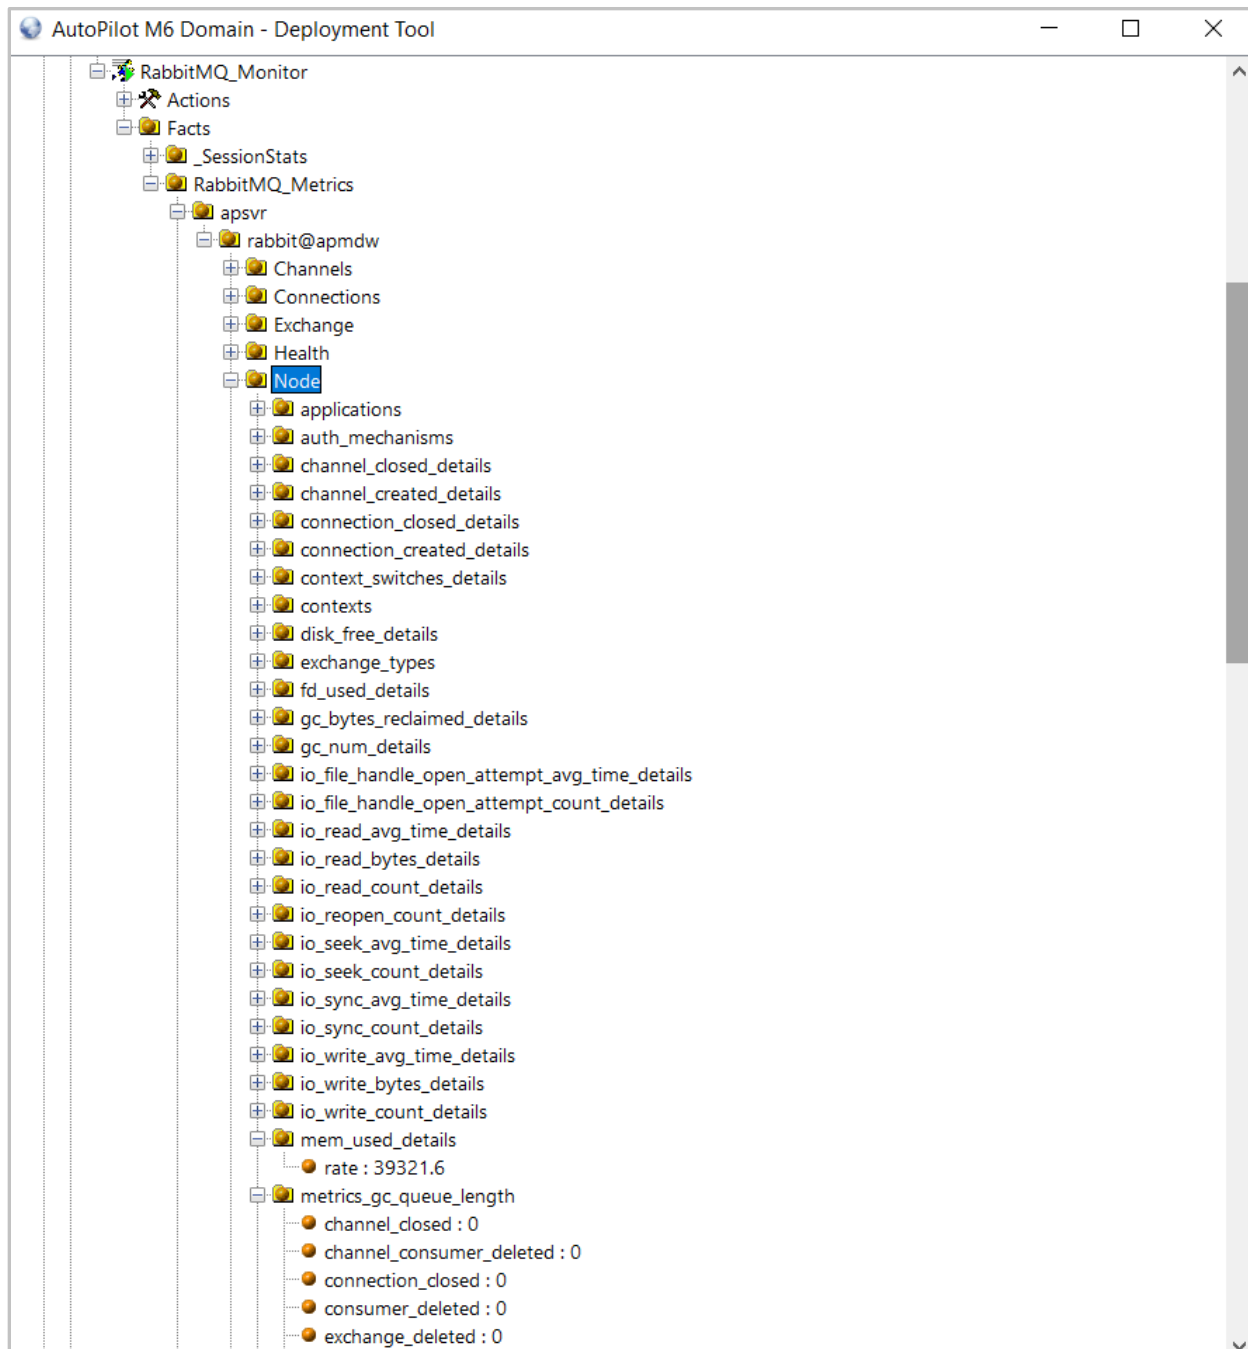 AutoPilot M6 Domain - Deployment Tool
RabbitMQ_Monitor
Actions
Facts
_SessionStats
RabbitMQ_Metrics
apsvr
rabbit@apmdw
Channels
Connections
Exchange
Health
Node
applications
auth_mechanisms
channel_closed_details
channel_created_details
connection_closed_details
connection_created_details
context_switches_details
contexts
disk_free_details
exchange_types
fd_used_details
gc_bytes_reclaimed_details
gc_num_details
io_file_handle_open_attempt_avg_time_details
io_file_handle_open_attempt_count_details
io_read_avg_time_details
io_read_bytes_details
io_read_count_details
io_reopen_count_details
io_seek_avg_time_details
io_seek_count_details
io_sync_avg_time_details
io_sync_count_details
io_write_avg_time_details
io_write_bytes_details
io_write_count_details
mem_used_details
rate : 39321.6
metrics_gc_queue_length
channel_closed : 0
channel_consumer_deleted : 0
connection_closed : 0
consumer_deleted : 0
exchange_deleted : 0